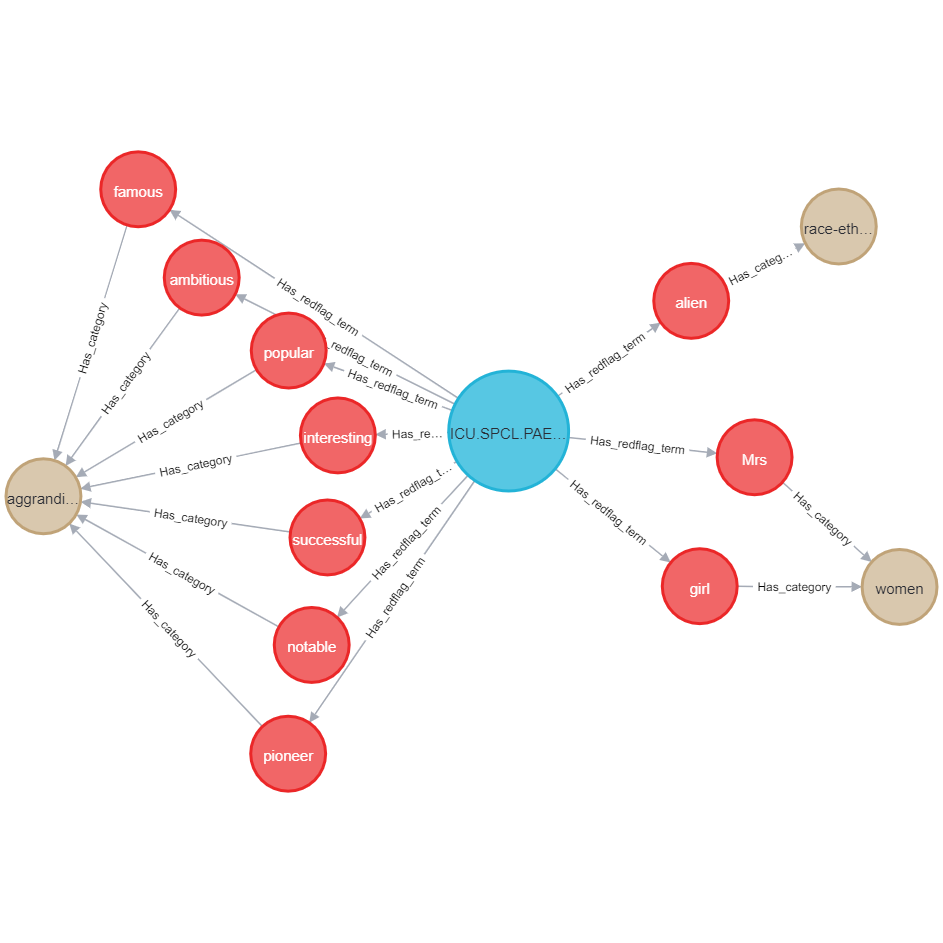 famous
race-eth…
Has_categ…
ambitious
Has_redflag_term
alien
Has_category
popular
_redflag_term
Has_redflag_term
Has_redflag_term
Has_category
Has_category
interesting
Has_re…
ICU.SPCL.PAE…
Has_redflag_term
Mrs
Has_category
aggrandi…
Has_redflag_t…
Has_redflag_term
Has_category
Has_category
successful
Has_redflag_term
Has_category
girl
Has_category
women
Has_redflag_term
Has_category
notable
pioneer